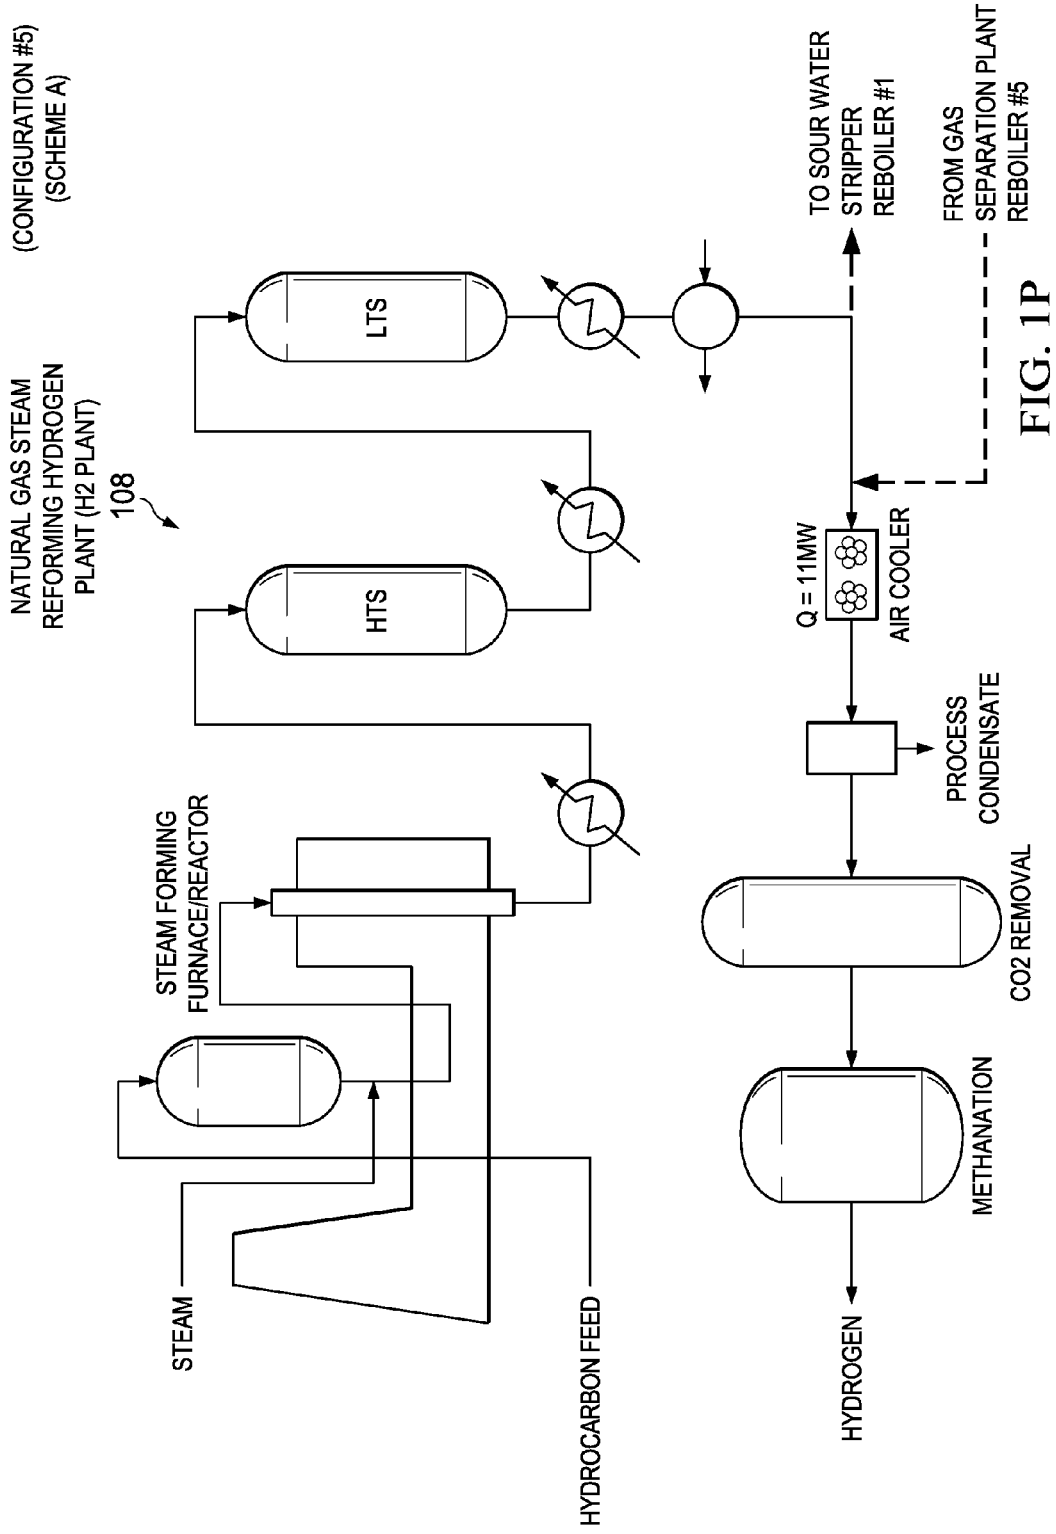 NATURAL GAS STEAM
REFORMING HYDROGEN
PLANT (H2 PLANT)
108
(CONFIGURATION #5)
(SCHEME A)
STEAM
HYDROCARBON FEED
STEAM FORMING
FURNACE/REACTOR
HTS
LTS
TO SOUR WATER
STRIPPER
REBOILER #1
FROM GAS
SEPARATION PLANT
REBOILER #5
Q = 11MW
AIR COOLER
PROCESS
CONDENSATE
CO2 REMOVAL
METHANATION
HYDROGEN
FIG. 1P